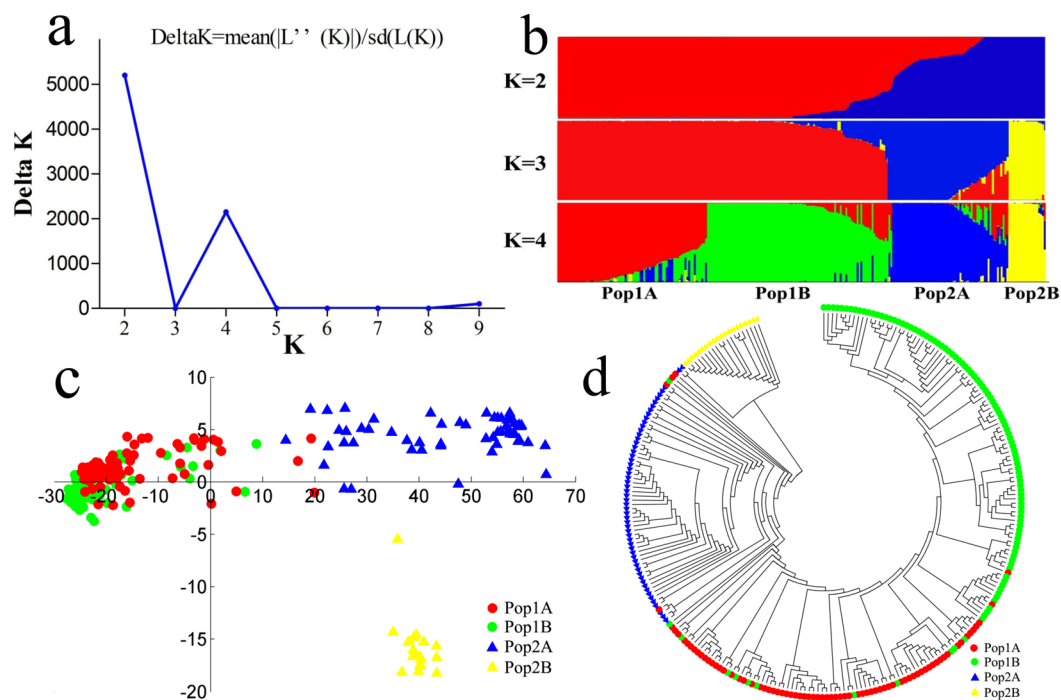 a
DeltaK=mean(|L’’ (K)|)/sd(L(K))
Delta K
5000
4000
3000
2000
1000
0
2 3 4 5 6 7 8 9
K
b
K=2
K=3
K=4
Pop1A Pop1B Pop2A Pop2B
c
10
5
0
-5
-10
-15
-20
-30 -20 -10 0 10 20 30 40 50 60 70
Pop1A
Pop1B
Pop2A
Pop2B
d
Pop1A
Pop1B
Pop2A
Pop2B